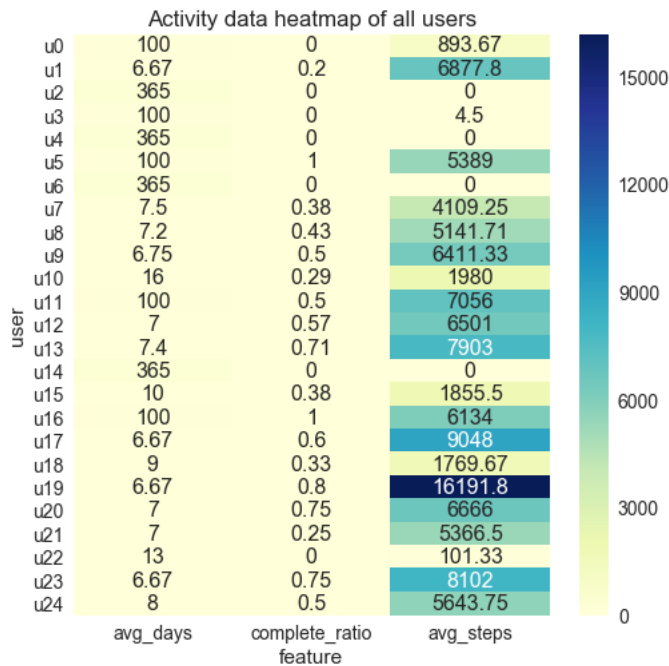 Activity data heatmap of all users
u0 100 0 893.67
u1 6.67 0.2 6877.8
15000
u2 365 0 0
u3 100 0 4.5
u4 365 0 0
u5 100 1 5389
12000
u6 365 0 0
u7 7.5 0.38 4109.25
u8 7.2 0.43 5141.71
u9 6.75 0.5 6411.33
9000
u10 16 0.29 1980
u11 100 0.5 7056
u12 7 0.57 6501
user
u13 7.4 0.71 7903
u14 365 0 0
u15 10 0.38 1855.5
6000
u16 100 1 6134
u17 6.67 0.6 9048
u18 9 0.33 1769.67
u19 6.67 0.8 16191.8
3000
u20 7 0.75 6666
u21 7 0.25 5366.5
u22 13 0 101.33
u23 6.67 0.75 8102
u24 8 0.5 5643.75
0
avg_days complete_ratio avg_steps
feature